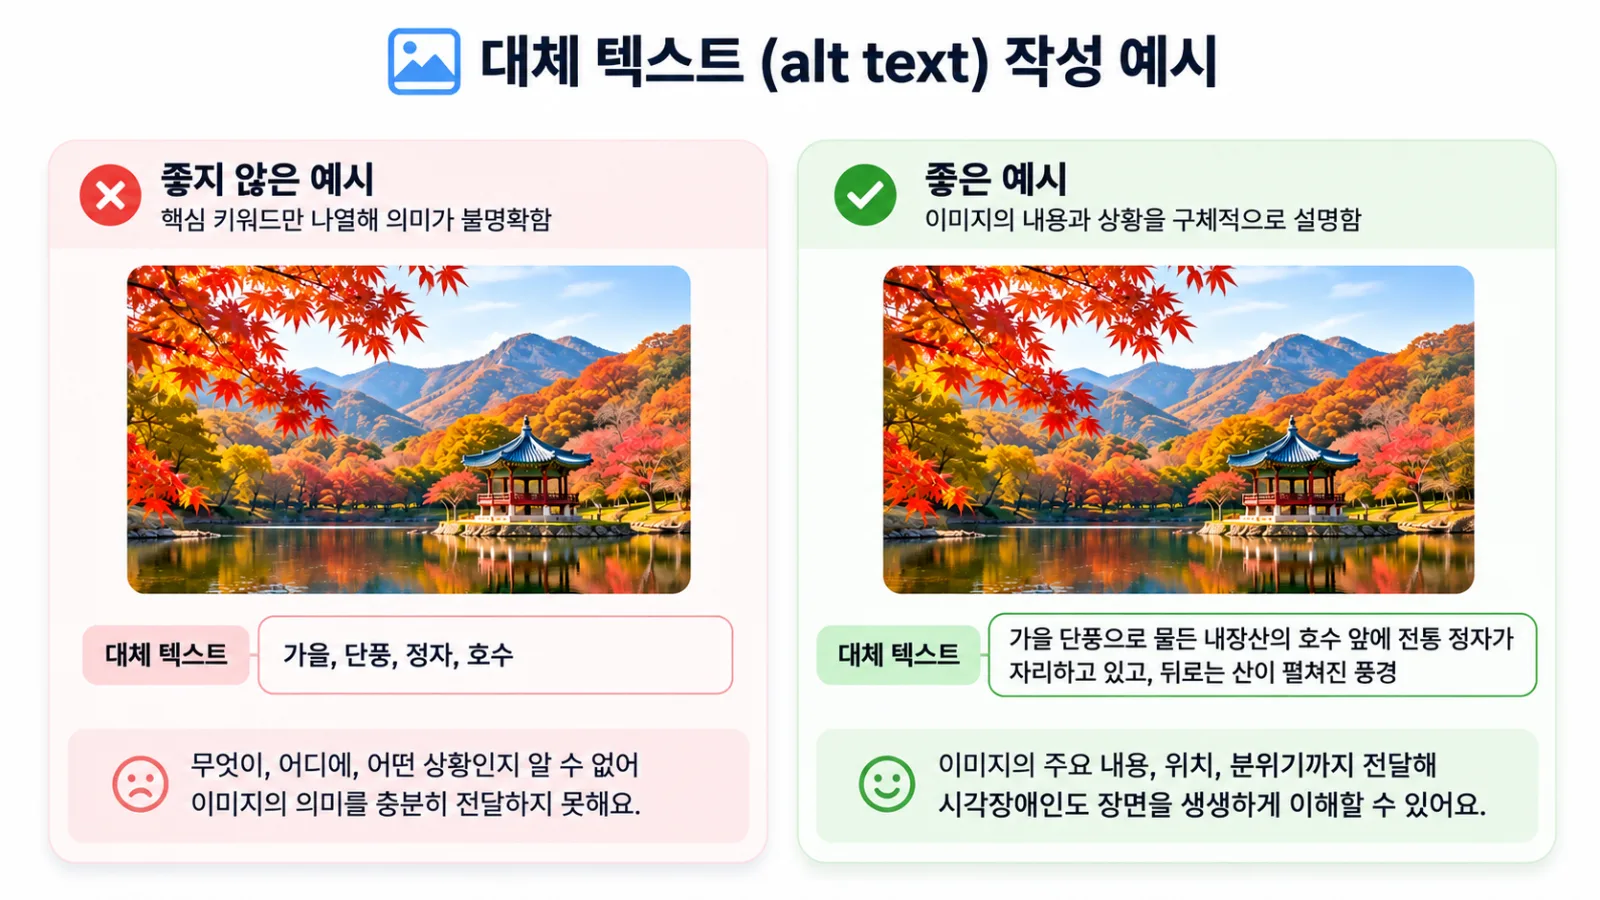 대체 텍스트 (alt text) 작성 예시
좋지 않은 예시
핵심 키워드만 나열해 의미가 불명확함
대체 텍스트
가을, 단풍, 정자, 호수
무엇이, 어디에, 어떤 상황인지 알 수 없어
이미지의 의미를 충분히 전달하지 못해요.
좋은 예시
이미지의 내용과 상황을 구체적으로 설명함
대체 텍스트
가을 단풍으로 물든 내장산의 호수 앞에 전통 정자가
자리하고 있고, 뒤로는 산이 펼쳐진 풍경
이미지의 주요 내용, 위치, 분위기까지 전달해
시각장애인도 장면을 생생하게 이해할 수 있어요.